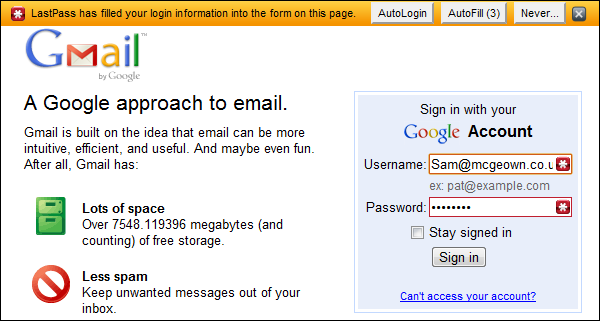 LastPass has filled your login information into the form on this page. AutoLogin AutoFill (3) Never...
Gmail™
by Google
A Google approach to email.
Gmail is built on the idea that email can be more
intuitive, efficient, and useful. And maybe even fun.
After all, Gmail has:
Lots of space
Over 7548.119396 megabytes (and
counting) of free storage.
Less spam
Keep unwanted messages out of your
inbox.
Sign in with your
Google Account
Username: Sam@mcgeown.co.u
ex: pat@example.com
Password: ••••••••
Stay signed in
Sign in
Can't access your account?